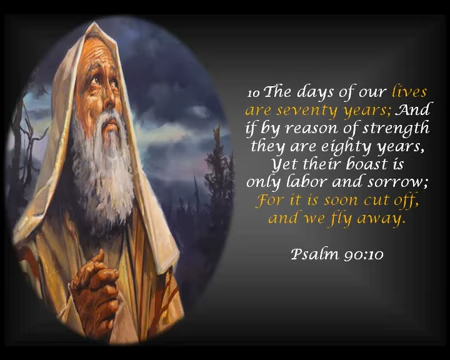 10 The days of our lives
are seventy years; And
if by reason of strength
they are eighty years,
Yet their boast is
only labor and sorrow;
For it is soon cut off,
and we fly away.
Psalm 90:10